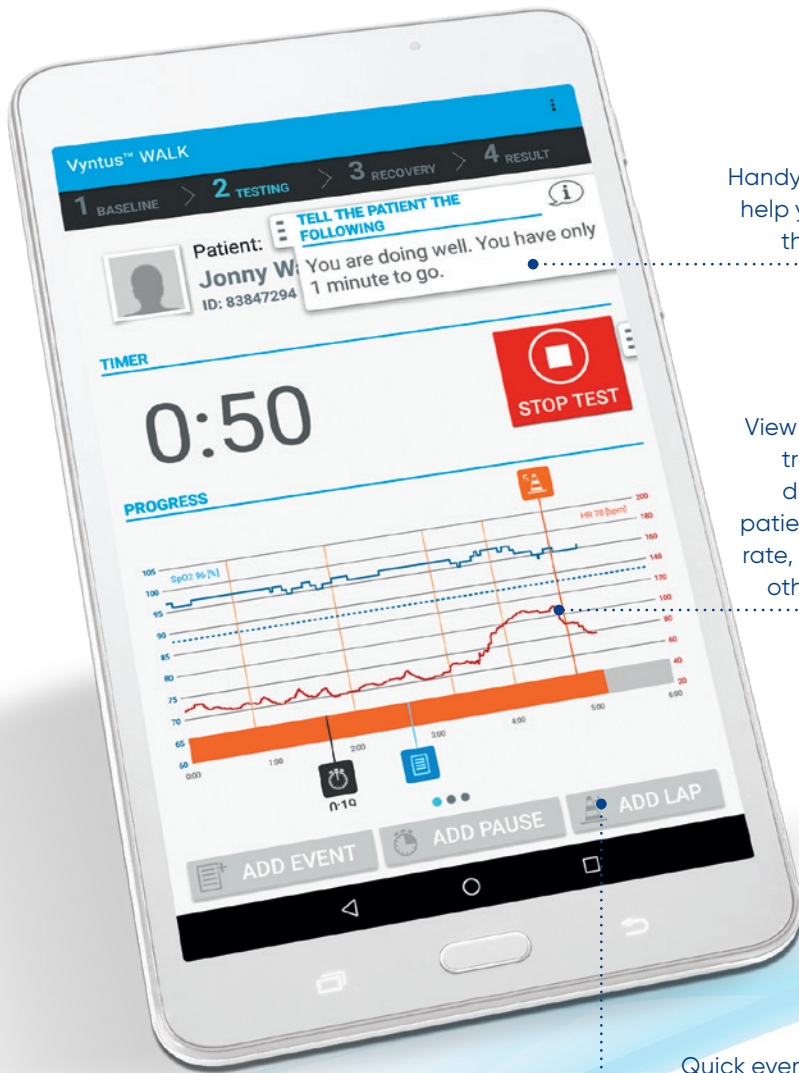 Vyntus™ WALK
1 BASELINE > 2 TESTING > 3 RECOVERY > 4 RESULT
TELL THE PATIENT THE
FOLLOWING
You are doing well. You have only
1 minute to go.
Patient:
Jonny
ID: 83847294
TIMER
0:50
STOP TEST
PROGRESS
SpO2 96 [%]
HR 78 [bpm]
105
100
95
90
85
80
75
70
65
60
200
180
160
140
120
100
80
60
40
20
0:00 1:00 2:00 3:00 4:00 5:00 6:00
0:19
ADD EVENT
ADD PAUSE
ADD LAP
Handy
help
View
patie
rate,
Quick